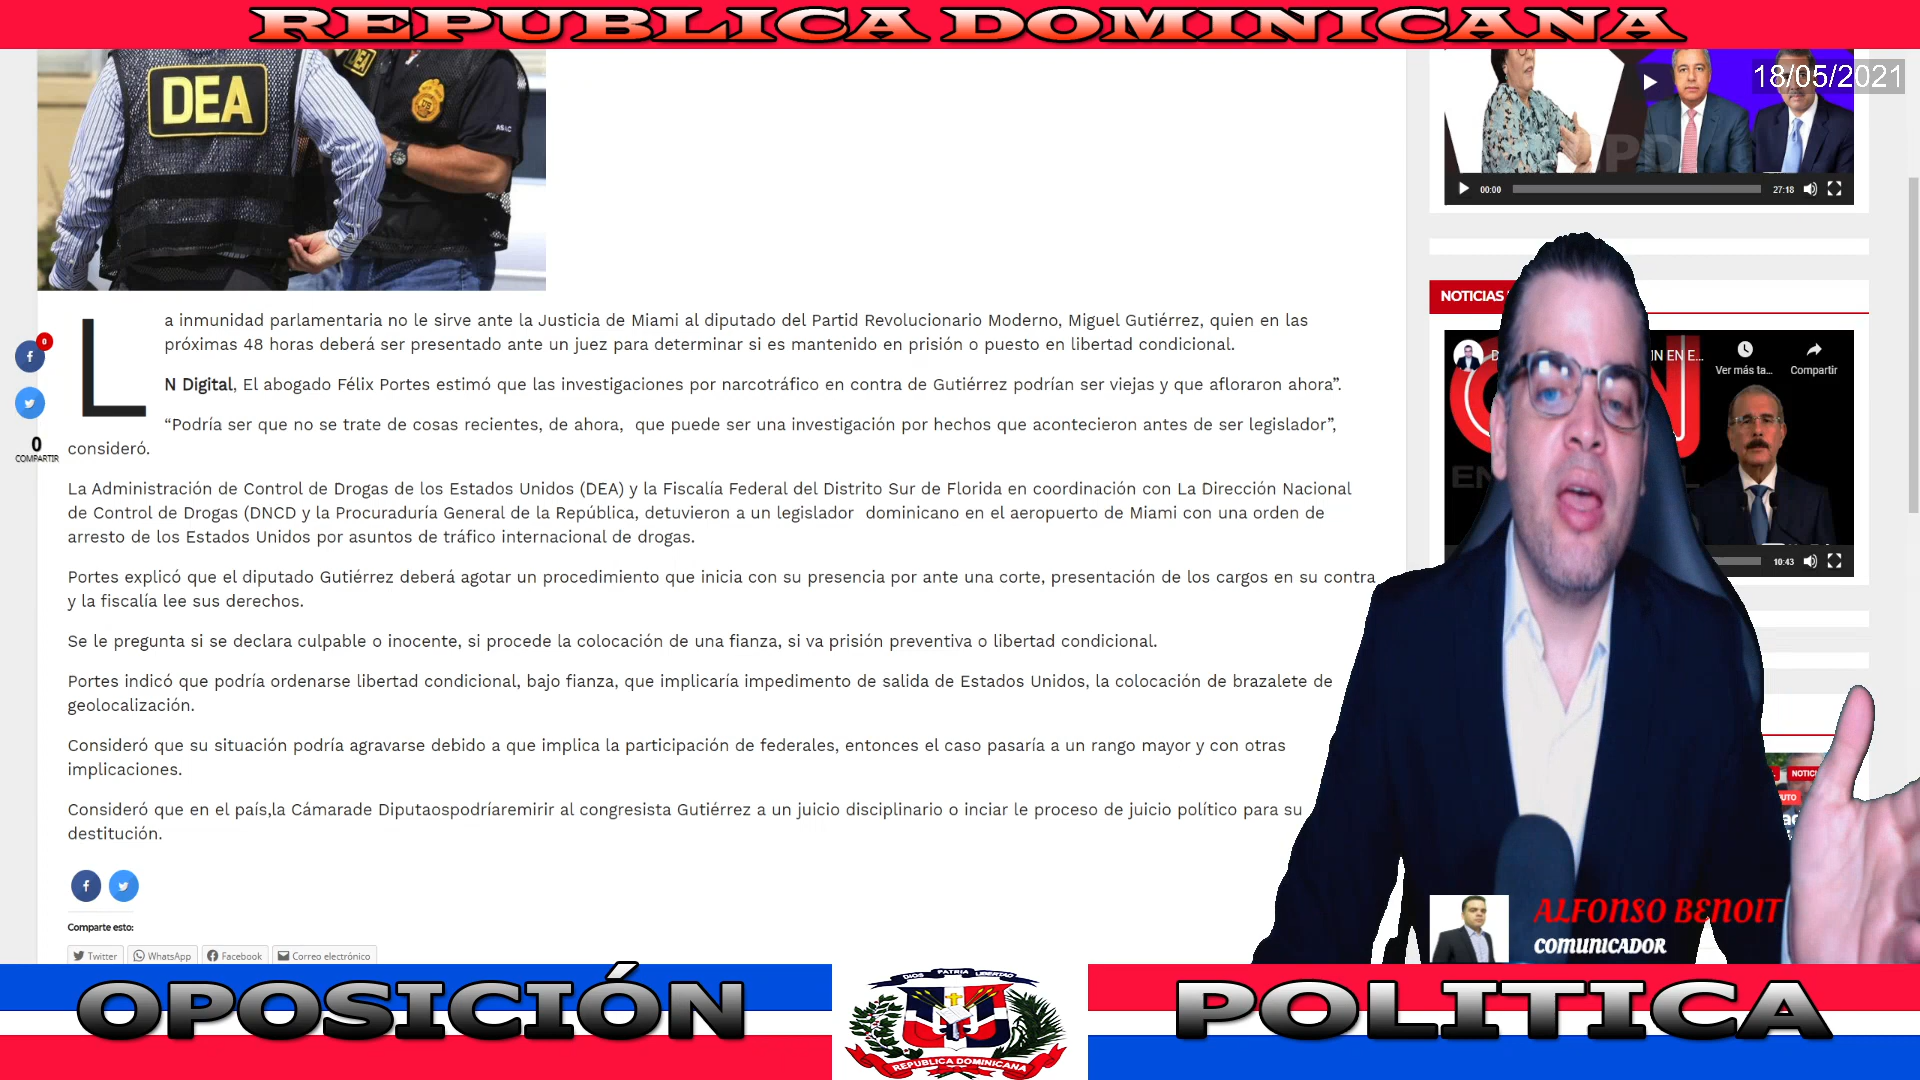 REPUBLICA DOMINICANA
18/05/2021
DEA
00:00
27:18
La inmunidad parlamentaria no le sirve ante la Justicia de Miami al diputado del Partid Revolucionario Moderno, Miguel Gutiérrez, quien en las
próximas 48 horas deberá ser presentado ante un juez para determinar si es mantenido en prisión o puesto en libertad condicional.
N Digital, El abogado Félix Portes estimó que las investigaciones por narcotráfico en contra de Gutiérrez podrían ser viejas y que afloraron ahora”.
“Podría ser que no se trate de cosas recientes, de ahora, que puede ser una investigación por hechos que acontecieron antes de ser legislador”,
consideró.
La Administración de Control de Drogas de los Estados Unidos (DEA) y la Fiscalía Federal del Distrito Sur de Florida en coordinación con La Dirección Nacional
de Control de Drogas (DNCD y la Procuraduría General de la República, detuvieron a un legislador dominicano en el aeropuerto de Miami con una orden de
arresto de los Estados Unidos por asuntos de tráfico internacional de drogas.
Portes explicó que el diputado Gutiérrez deberá agotar un procedimiento que inicia con su presencia por ante una corte, presentación de los cargos en su contra
y la fiscalía lee sus derechos.
Se le pregunta si se declara culpable o inocente, si procede la colocación de una fianza, si va prisión preventiva o libertad condicional.
Portes indicó que podría ordenarse libertad condicional, bajo fianza, que implicaría impedimento de salida de Estados Unidos, la colocación de brazalete de
geolocalización.
Consideró que su situación podría agravarse debido a que implica la participación de federales, entonces el caso pasaría a un rango mayor y con otras
implicaciones.
Consideró que en el país,la Cámarade Diputaospodríaremirir al congresista Gutiérrez a un juicio disciplinario o inciar le proceso de juicio político para su
destitución.
0
0
COMPARTIR
Comparte esto:
Twitter
WhatsApp
Facebook
Correo electrónico
NOTICIAS
IN EN E...
Ver más ta...
Compartir
10:43
NOTIC
ALFONSO BENOIT
COMUNICADOR
OPOSICIÓN
DIOS PATRIA LIBERTAD
REPUBLICA DOMINICANA
POLITICA